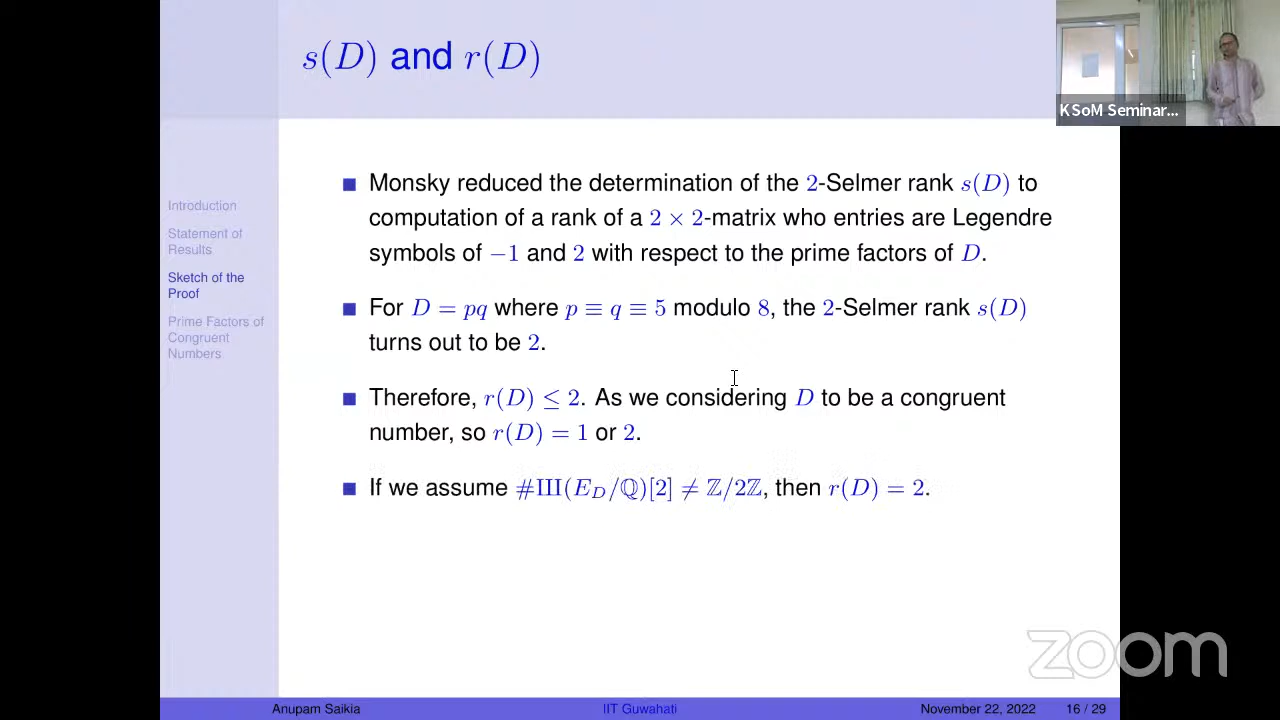 s(D) and r(D)
KSoM Seminar...
Introduction
Statement of
Results
Sketch of the
Proof
Prime Factors of
Congruent
Numbers
Monsky reduced the determination of the 2-Selmer rank s(D) to
computation of a rank of a 2 × 2-matrix who entries are Legendre
symbols of −1 and 2 with respect to the prime factors of D.
For D = pq where p ≡ q ≡ 5 modulo 8, the 2-Selmer rank s(D)
turns out to be 2.
Therefore, r(D) ≤ 2. As we considering D to be a congruent
number, so r(D) = 1 or 2.
If we assume #Ш(E_D/ℚ)[2] ≠ ℤ/2ℤ, then r(D) = 2.
zoom
Anupam Saikia IIT Guwahati November 22, 2022 16 / 29